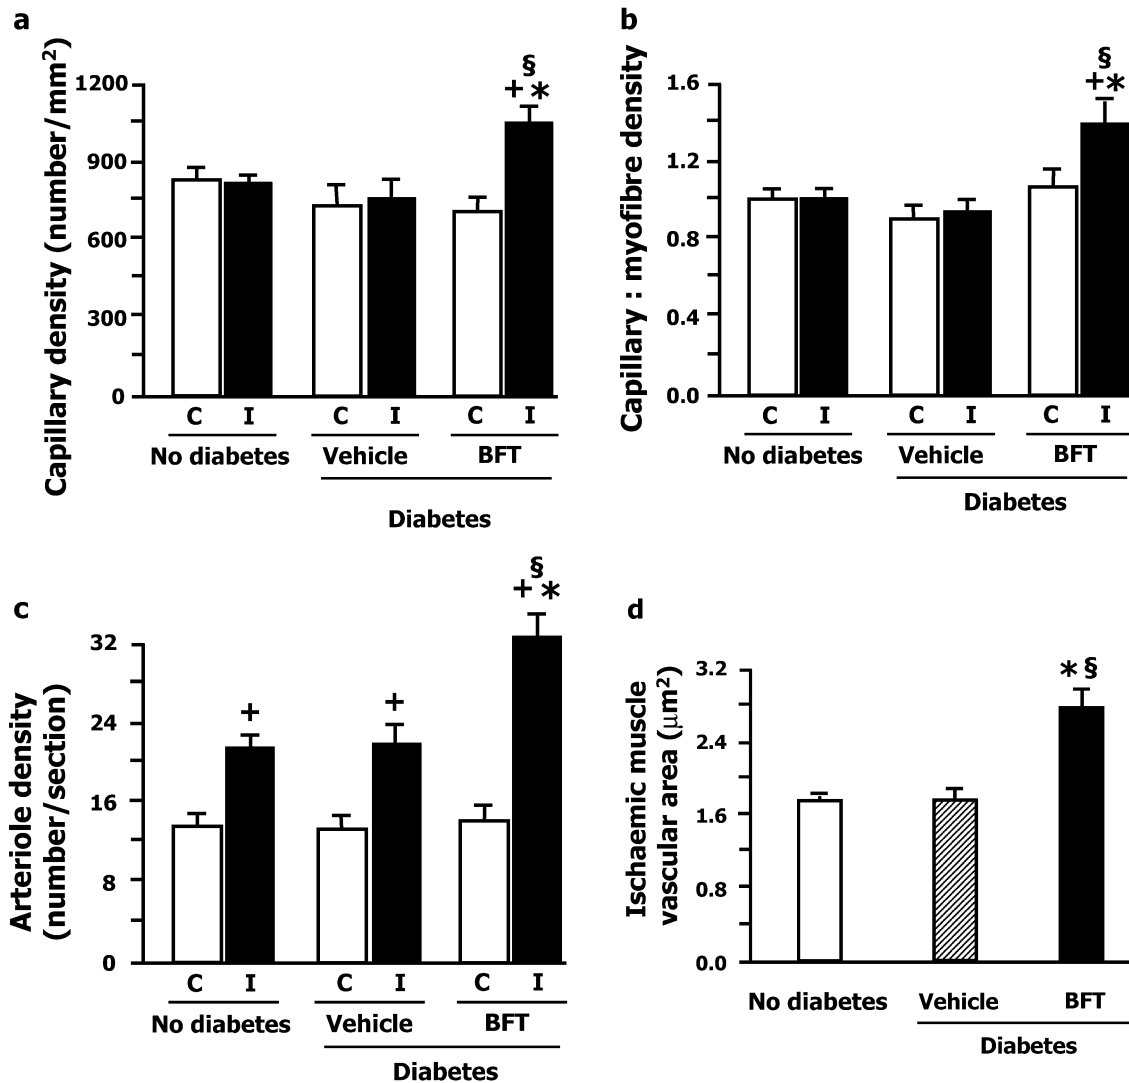 a
Capillary density (number/mm²)
1200
900
600
300
0
§
+ *
C I C I C I
No diabetes Vehicle BFT
Diabetes
b
Capillary : myofibre density
1.6
1.2
0.8
0.4
0.0
§
+*
C I C I C I
No diabetes Vehicle BFT
Diabetes
c
Arteriole density
(number/section)
32
24
16
8
0
+
+
§
+ *
C I C I C I
No diabetes Vehicle BFT
Diabetes
d
Ischaemic muscle
vascular area (μm²)
3.2
2.4
1.6
0.8
0.0
* §
No diabetes Vehicle BFT
Diabetes